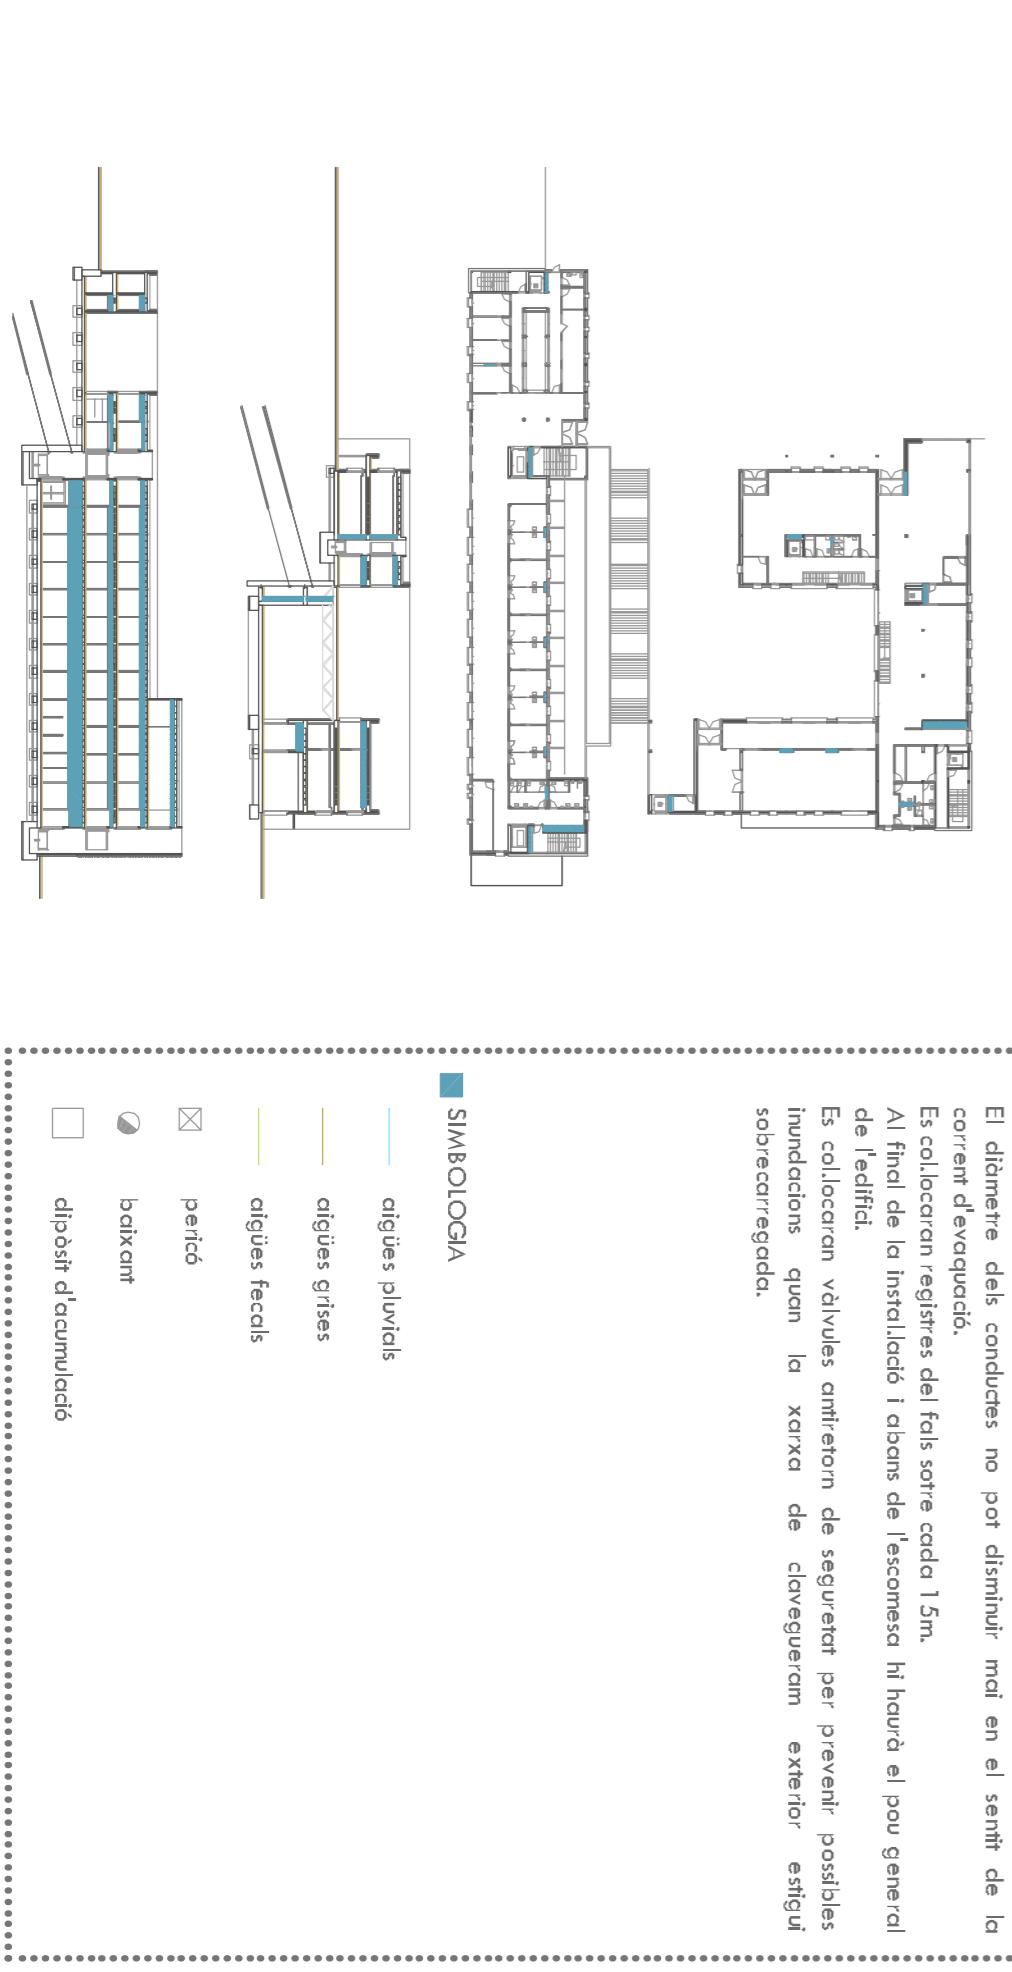 El diàmetre dels conductes no pot disminuir mai en el sentit de la
corrent d'evaquació.
Es col.locaran registres del fals sotre cada 15m.
Al final de la instal.lació i abans de l'escomesa hi haurà el pou general
de l'edifici.
Es col.locaran vàlvules antiretorn de seguretat per prevenir possibles
inundacions quan la xarxa de clavegueram exterior estigui
sobrecarregada.
SIMBOLOGIA
aigües pluvials
aigües grises
aigües fecals
pericó
baixant
dipòsit d'acumulació